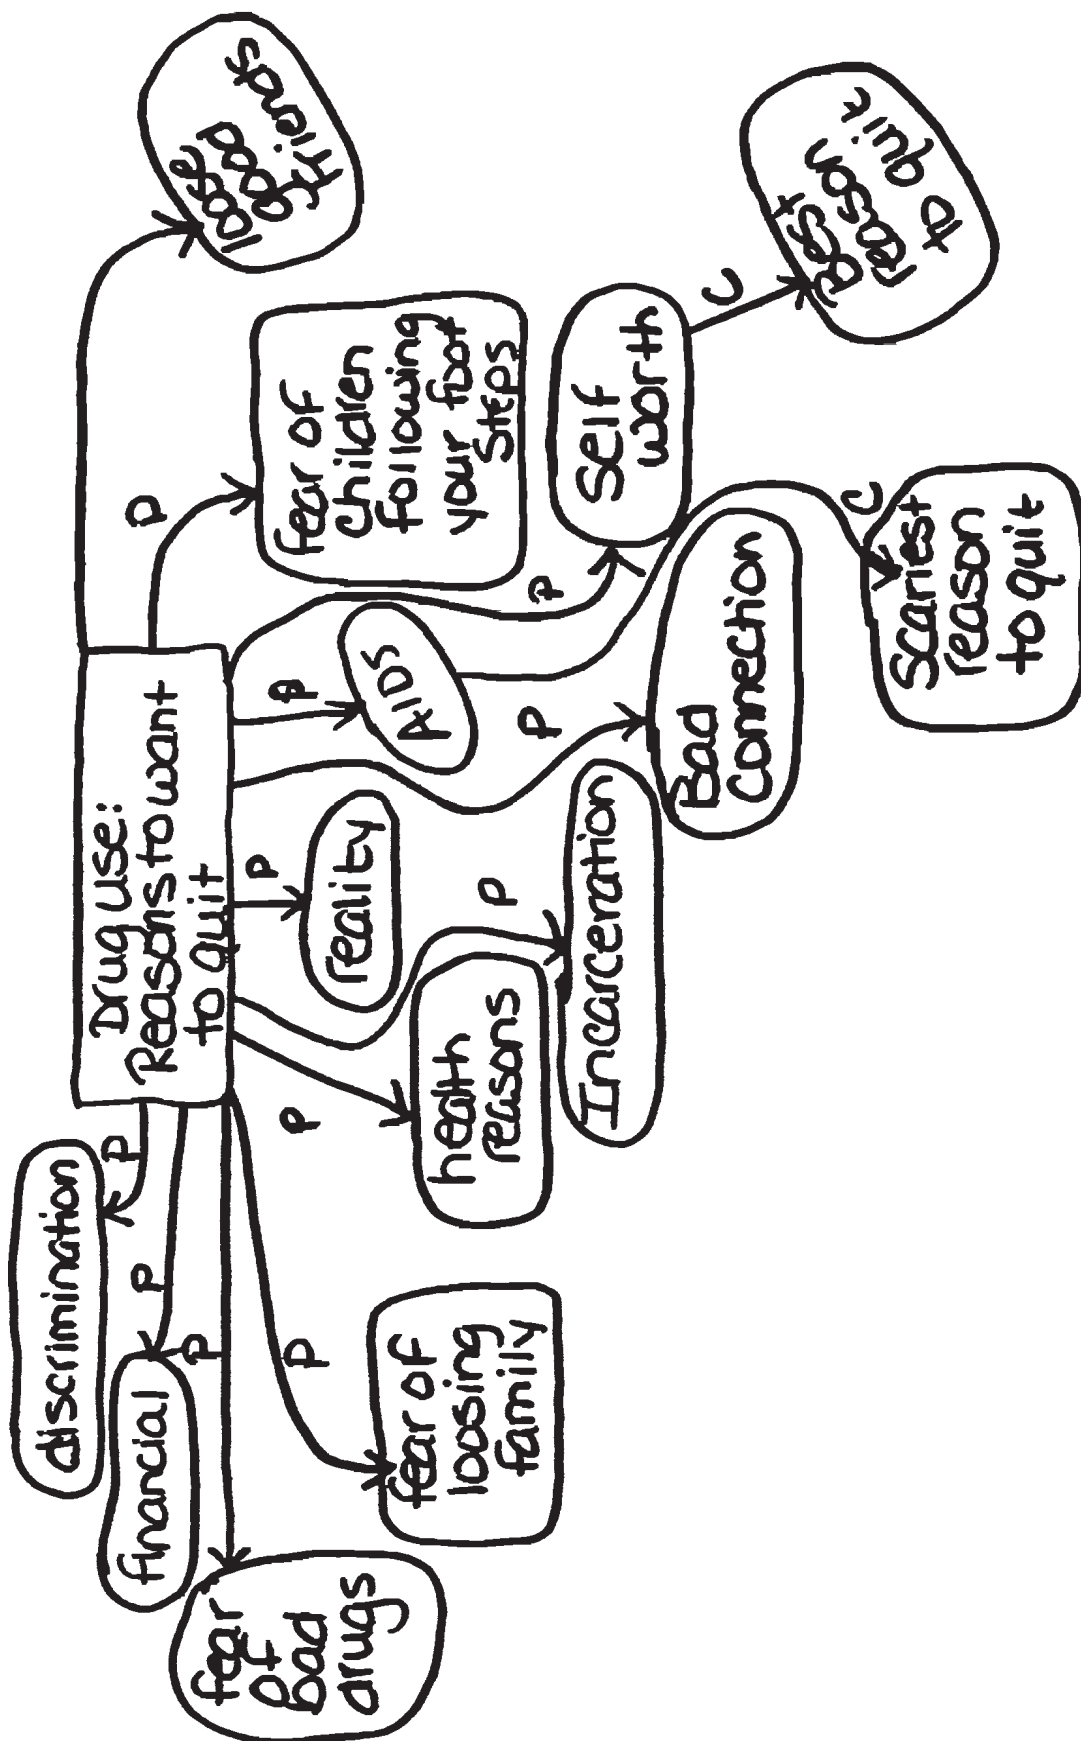 Drug use:
Reasons to want
to quit
P
discrimination
P
financial
P
fear
of
bad
drugs
P
fear of
loosing
family
P
health
reasons
P
Incarceration
P
reality
P
Bad
connection
P
AIDS
C
Scariest
reason
to quit
P
Self
worth
C
Best
reason
to quit
P
fear of
children
following
your foot
steps
loose
good
friends